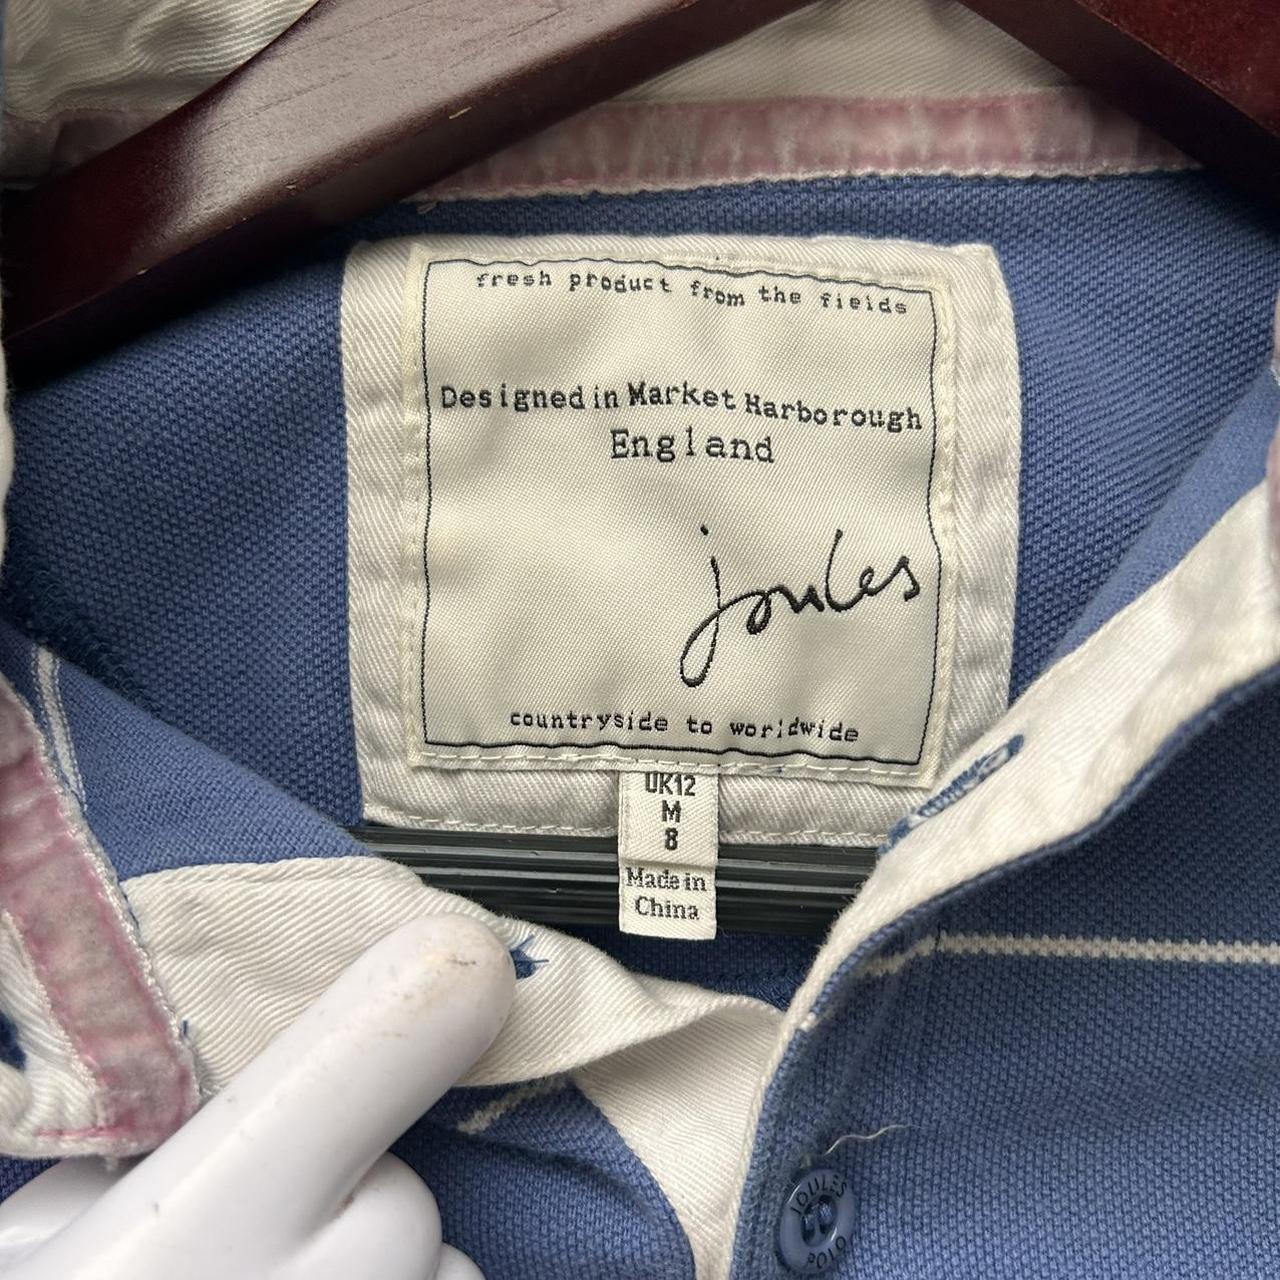 fresh product from the fields
Designed in Market Harborough
England
joules
countryside to worldwide
UK12
M
8
Made in
China
JOULES
POLO